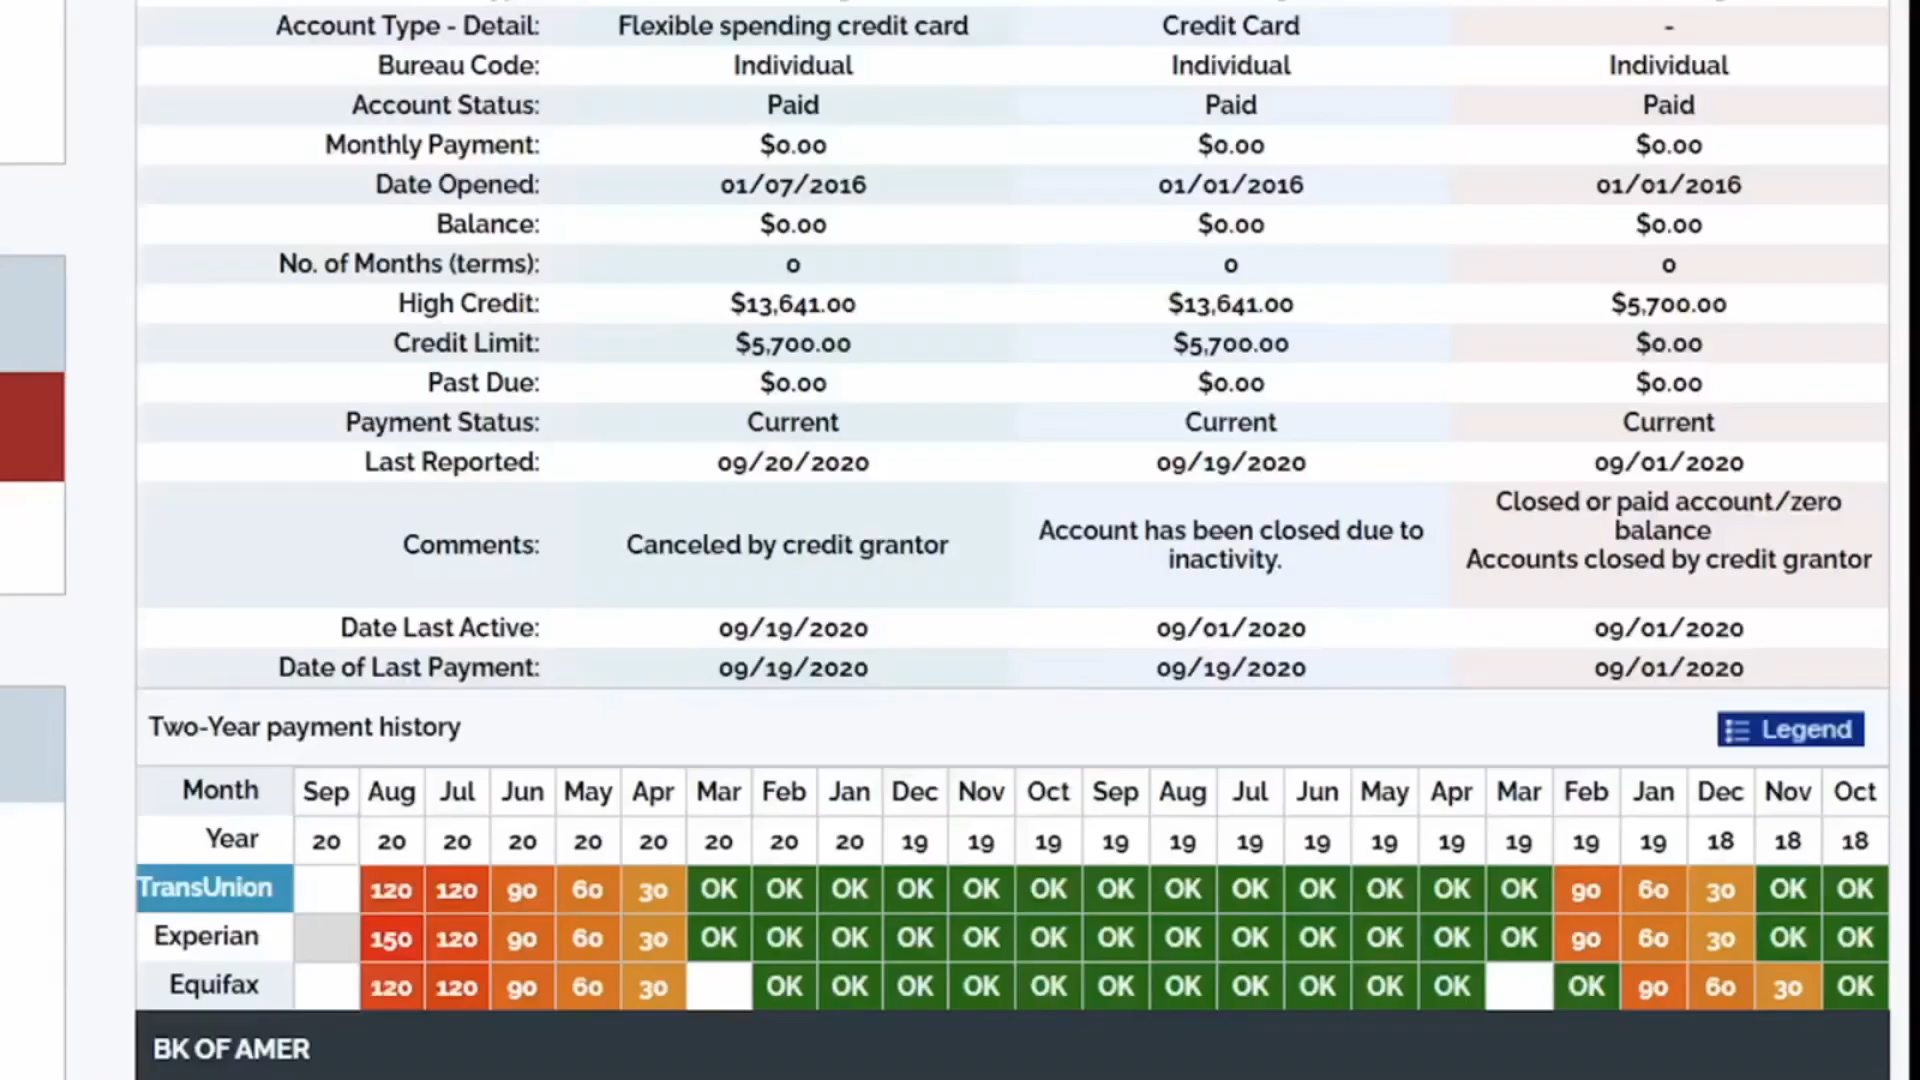 Account Type - Detail: Flexible spending credit card Credit Card -
Bureau Code: Individual Individual Individual
Account Status: Paid Paid Paid
Monthly Payment: $0.00 $0.00 $0.00
Date Opened: 01/07/2016 01/01/2016 01/01/2016
Balance: $0.00 $0.00 $0.00
No. of Months (terms): 0 0 0
High Credit: $13,641.00 $13,641.00 $5,700.00
Credit Limit: $5,700.00 $5,700.00 $0.00
Past Due: $0.00 $0.00 $0.00
Payment Status: Current Current Current
Last Reported: 09/20/2020 09/19/2020 09/01/2020
Comments: Canceled by credit grantor
Account has been closed due to
inactivity.
Closed or paid account/zero
balance
Accounts closed by credit grantor
Date Last Active: 09/19/2020 09/01/2020 09/01/2020
Date of Last Payment: 09/19/2020 09/19/2020 09/01/2020
Two-Year payment history Legend
Month Sep Aug Jul Jun May Apr Mar Feb Jan Dec Nov Oct Sep Aug Jul Jun May Apr Mar Feb Jan Dec Nov Oct
Year 20 20 20 20 20 20 20 20 20 19 19 19 19 19 19 19 19 19 19 19 19 18 18 18
TransUnion 120 120 90 60 30 OK OK OK OK OK OK OK OK OK OK OK OK OK 90 60 30 OK OK
Experian 150 120 90 60 30 OK OK OK OK OK OK OK OK OK OK OK OK OK 90 60 30 OK OK
Equifax 120 120 90 60 30 OK OK OK OK OK OK OK OK OK OK OK OK 90 60 30 OK
BK OF AMER